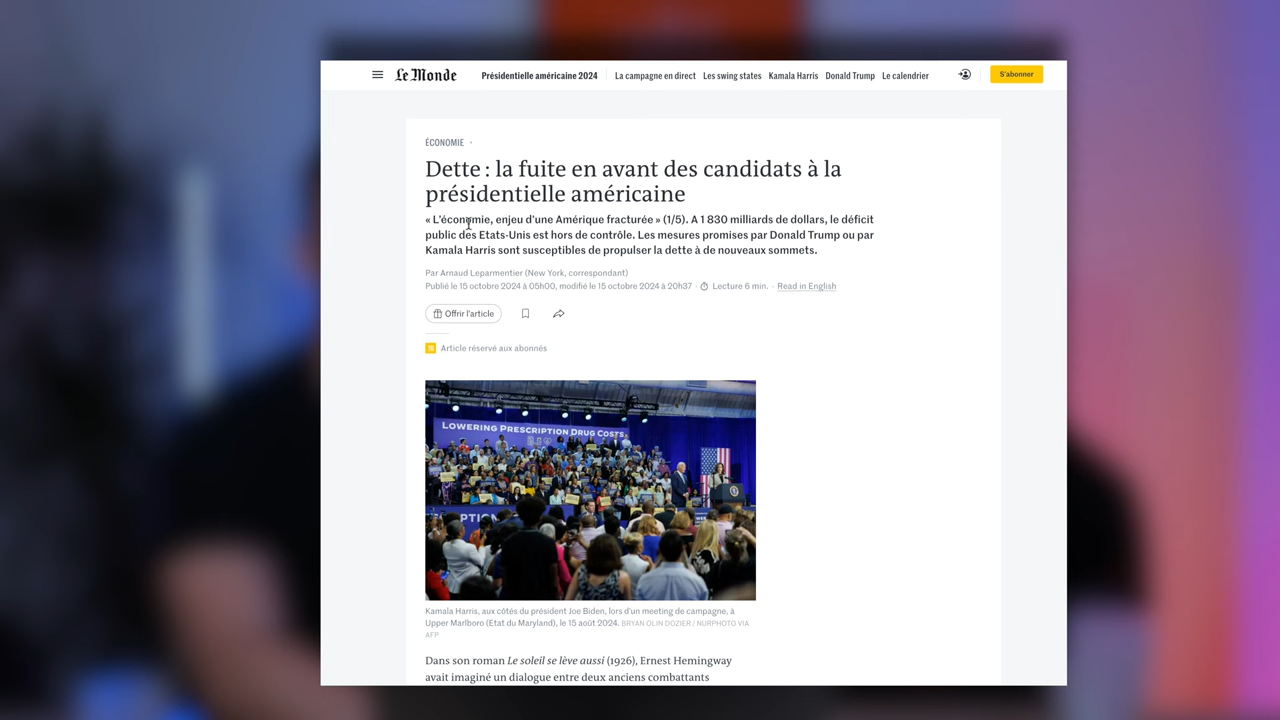 Le Monde
Présidentielle américaine 2024
La campagne en direct
Les swing states
Kamala Harris
Donald Trump
Le calendrier
S'abonner
ÉCONOMIE
Dette : la fuite en avant des candidats à la
présidentielle américaine
« L'économie, enjeu d'une Amérique fracturée » (1/5). A 1 830 milliards de dollars, le déficit
public des Etats-Unis est hors de contrôle. Les mesures promises par Donald Trump ou par
Kamala Harris sont susceptibles de propulser la dette à de nouveaux sommets.
Par Arnaud Leparmentier (New York, correspondant)
Publié le 15 octobre 2024 à 05h00, modifié le 15 octobre 2024 à 20h37 · Lecture 6 min. · Read in English
Offrir l'article
Article réservé aux abonnés
LOWERING PRESCRIPTION DRUG COSTS
Kamala Harris, aux côtés du président Joe Biden, lors d'un meeting de campagne, à
Upper Marlboro (Etat du Maryland), le 15 août 2024. BRYAN OLIN DOZIER / NURPHOTO VIA
AFP
Dans son roman Le soleil se lève aussi (1926), Ernest Hemingway
avait imaginé un dialogue entre deux anciens combattants